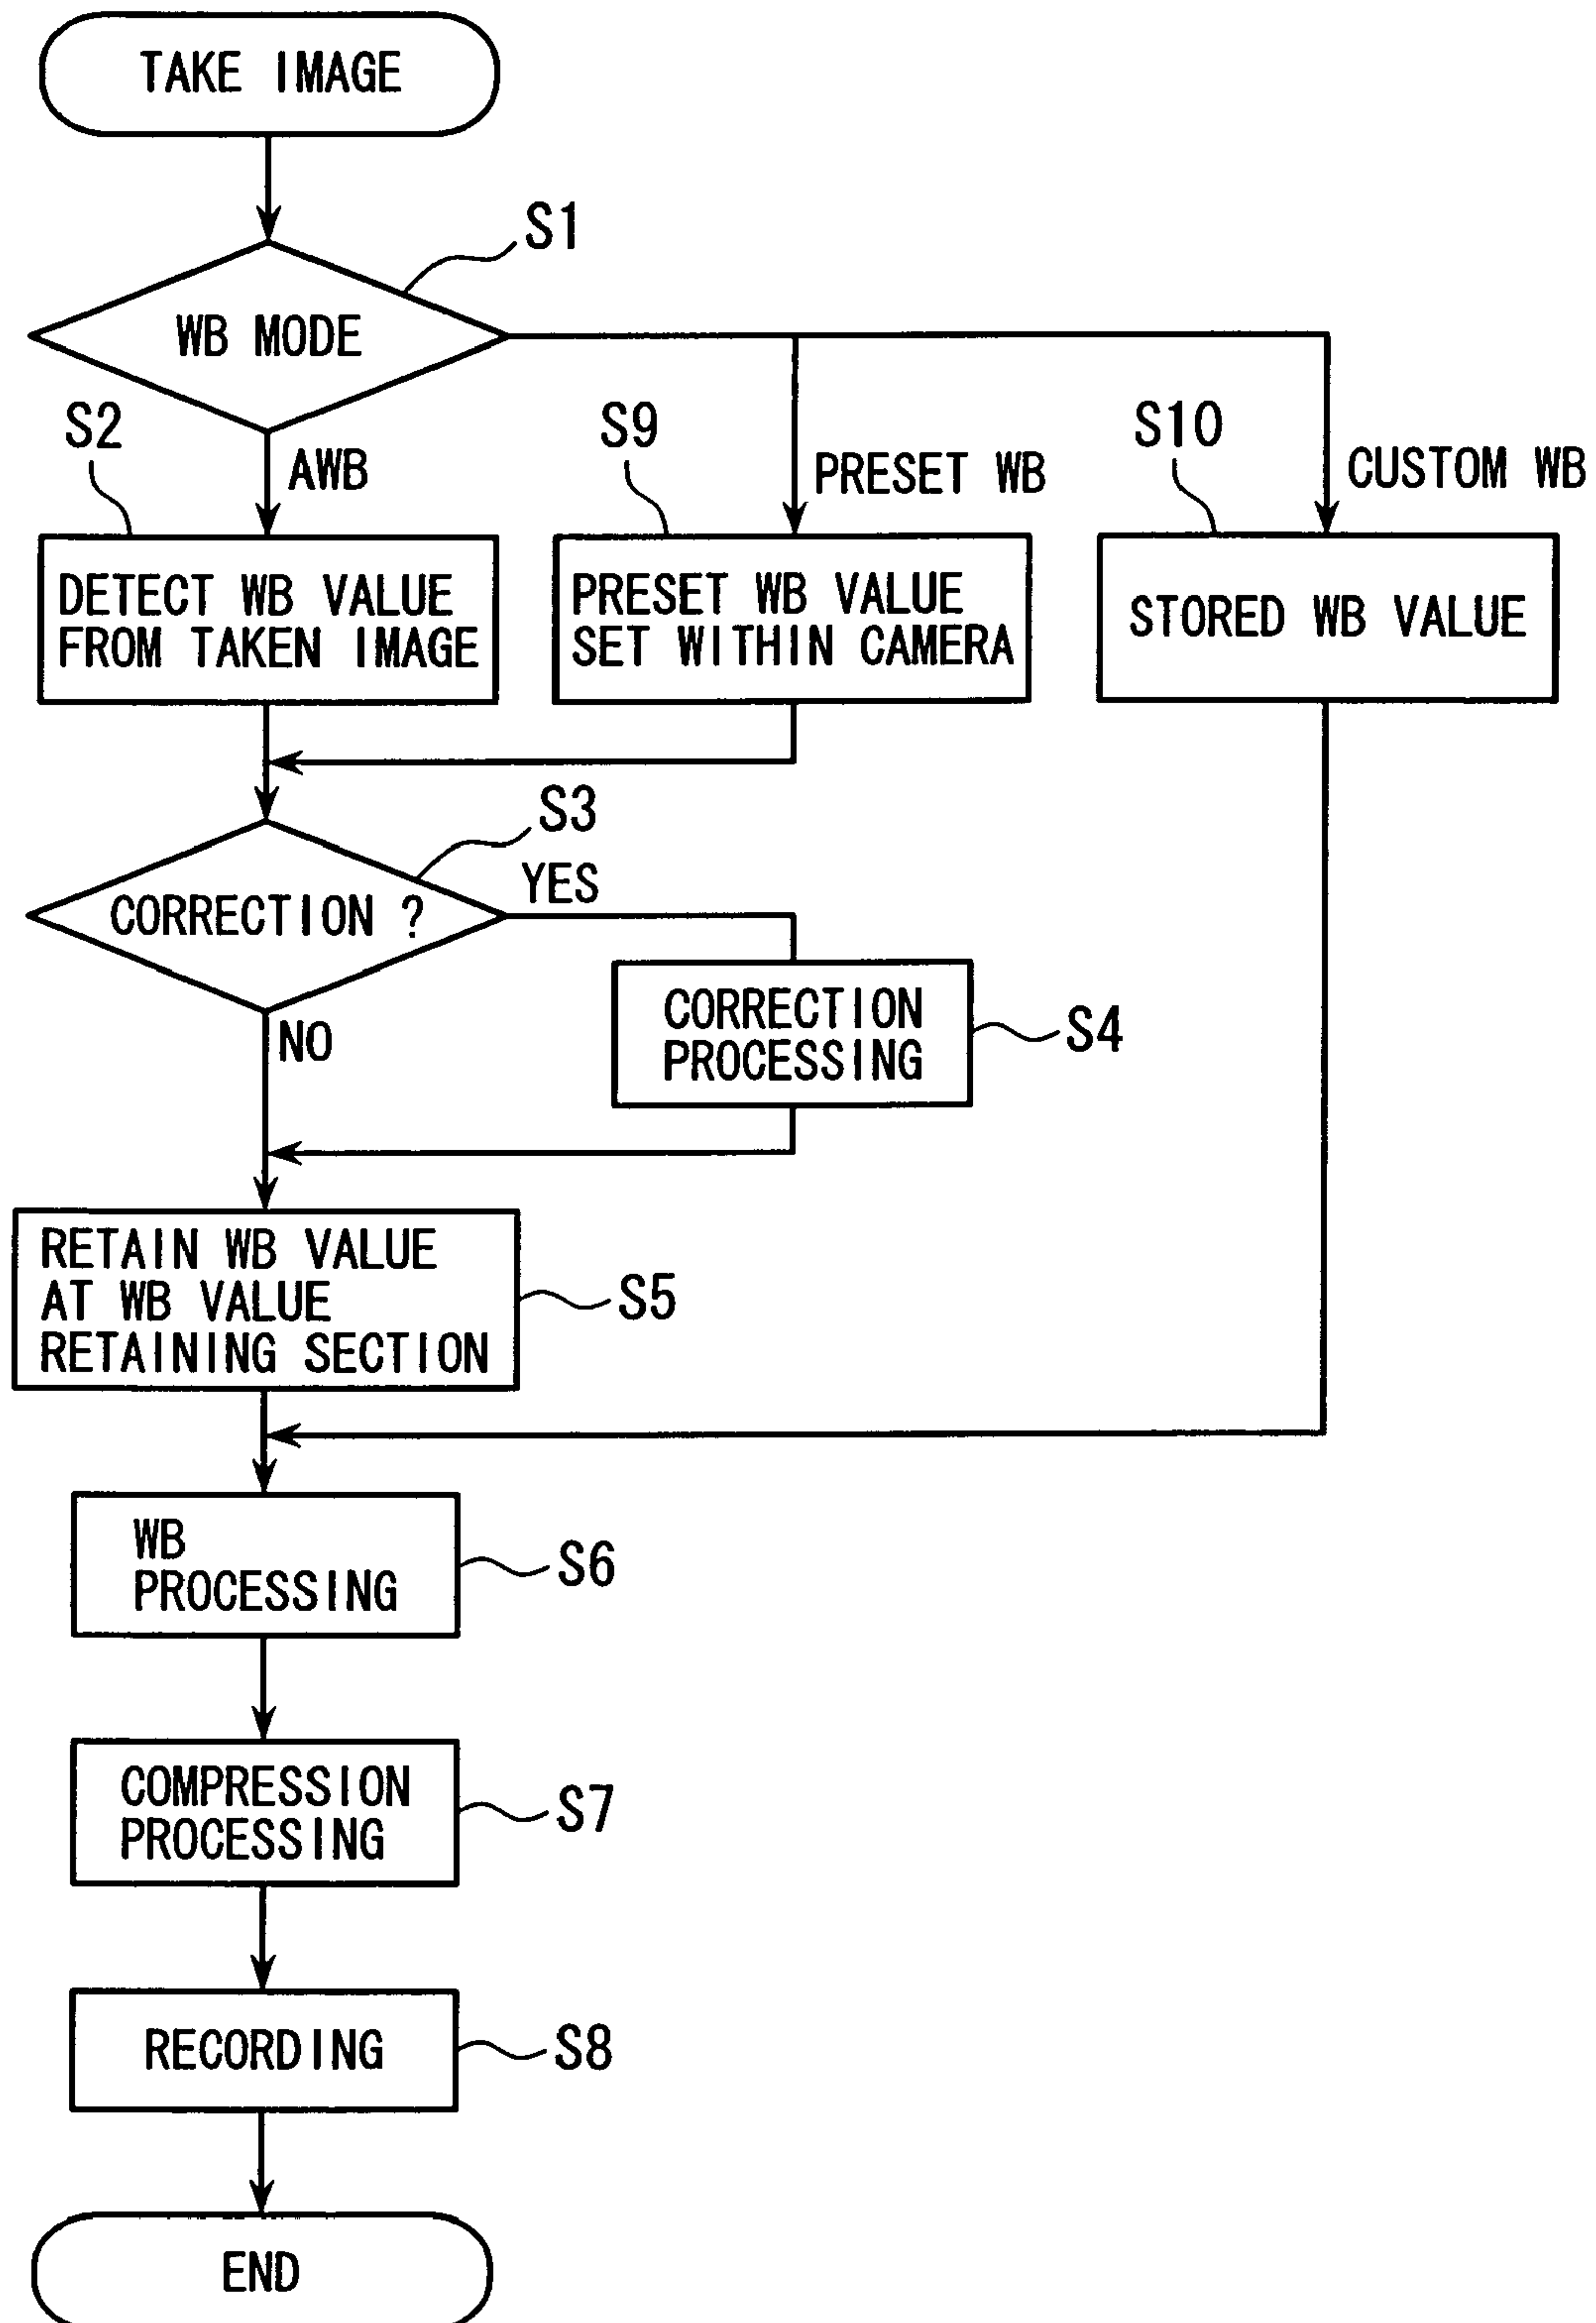 TAKE IMAGE
S1
WB MODE
S2
AWB
S9
PRESET WB
S10
CUSTOM WB
DETECT WB VALUE
FROM TAKEN IMAGE
PRESET WB VALUE
SET WITHIN CAMERA
STORED WB VALUE
S3
CORRECTION ?
YES
NO
CORRECTION
PROCESSING
S4
RETAIN WB VALUE
AT WB VALUE
RETAINING SECTION
S5
WB
PROCESSING
S6
COMPRESSION
PROCESSING
S7
RECORDING
S8
END